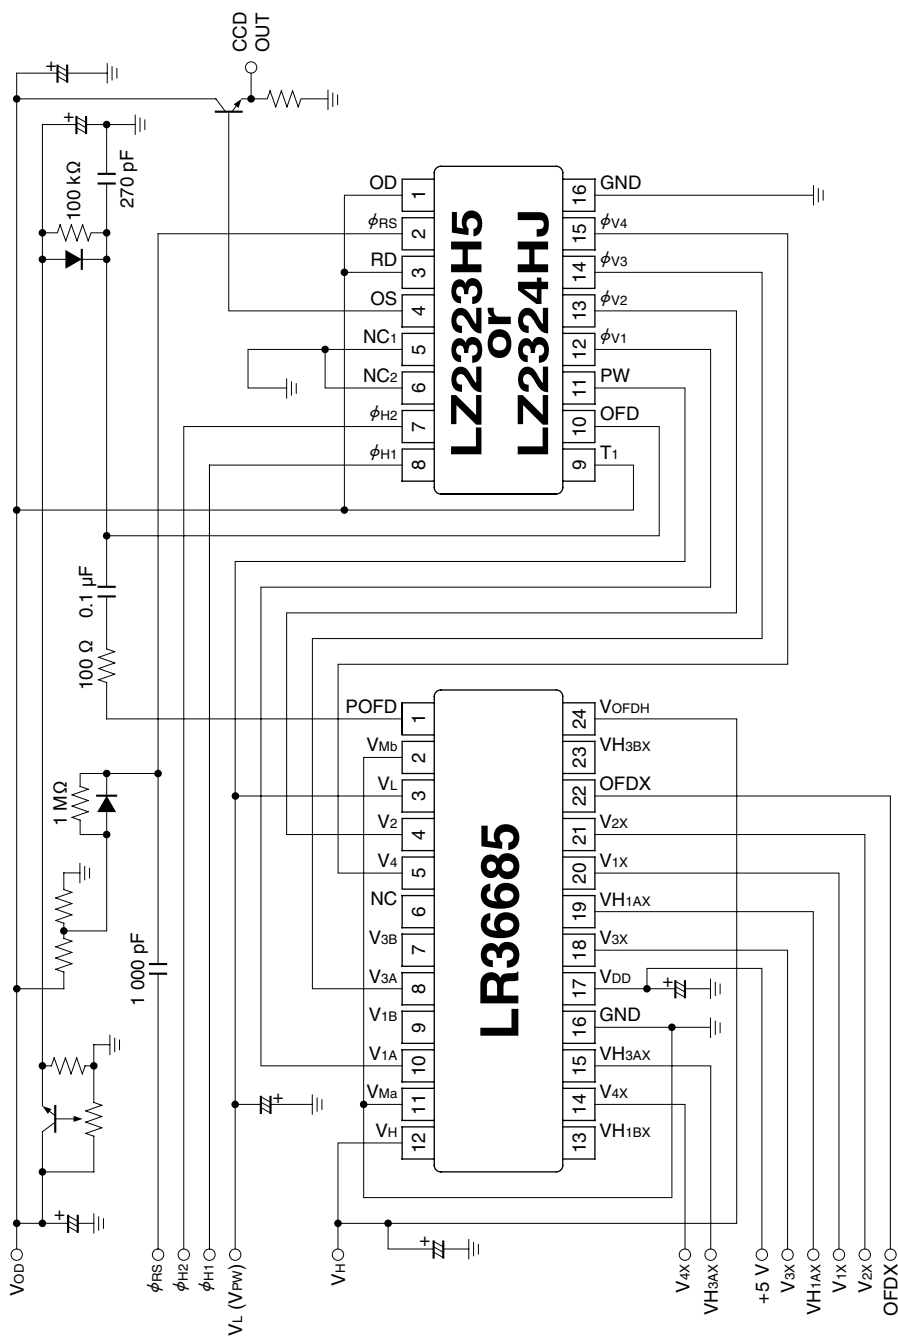 CCD
OUT
100 kΩ
270 pF
0.1 µF
100 Ω
1 MΩ
1 000 pF
OD
1
ϕRS
2
RD
3
OS
4
NC1
5
NC2
6
ϕH2
7
ϕH1
8
LZ2323H5
or
LZ2324HJ
16
GND
15
ϕV4
14
ϕV3
13
ϕV2
12
ϕV1
11
PW
10
OFD
9
T1
POFD
1
VMb
2
VL
3
V2
4
V4
5
NC
6
V3B
7
V3A
8
V1B
9
V1A
10
VMa
11
VH
12
LR36685
24
VOFDH
23
VH3BX
22
OFDX
21
V2X
20
V1X
19
VH1AX
18
V3X
17
VDD
16
GND
15
VH3AX
14
V4X
13
VH1BX
+
+
+
+
+
+
VOD
ϕRS
ϕH2
ϕH1
VL (VPW)
VH
V4X
VH3AX
+5 V
V3X
VH1AX
V1X
V2X
OFDX